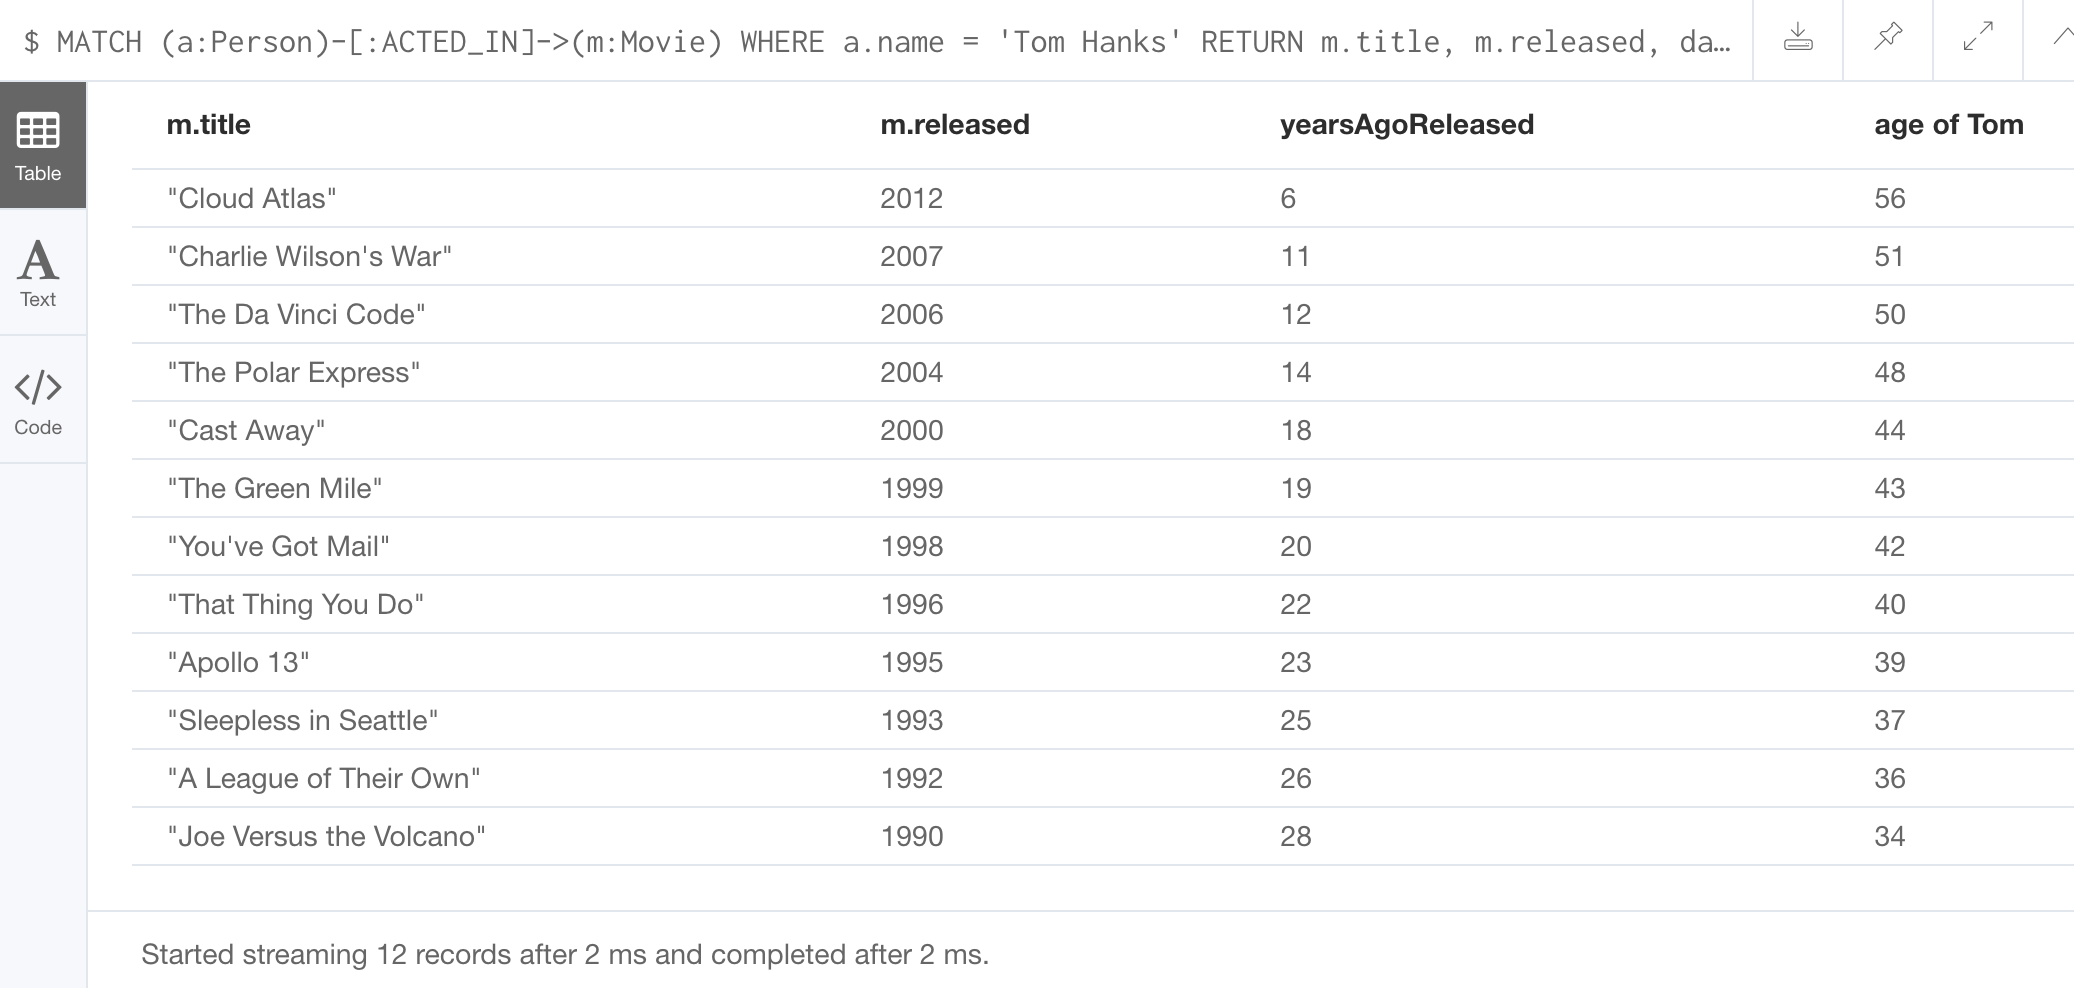 $ MATCH (a:Person)-[:ACTED_IN]->(m:Movie) WHERE a.name = 'Tom Hanks' RETURN m.title, m.released, da…
Table
Text
Code
m.title m.released yearsAgoReleased age of Tom
"Cloud Atlas" 2012 6 56
"Charlie Wilson's War" 2007 11 51
"The Da Vinci Code" 2006 12 50
"The Polar Express" 2004 14 48
"Cast Away" 2000 18 44
"The Green Mile" 1999 19 43
"You've Got Mail" 1998 20 42
"That Thing You Do" 1996 22 40
"Apollo 13" 1995 23 39
"Sleepless in Seattle" 1993 25 37
"A League of Their Own" 1992 26 36
"Joe Versus the Volcano" 1990 28 34
Started streaming 12 records after 2 ms and completed after 2 ms.